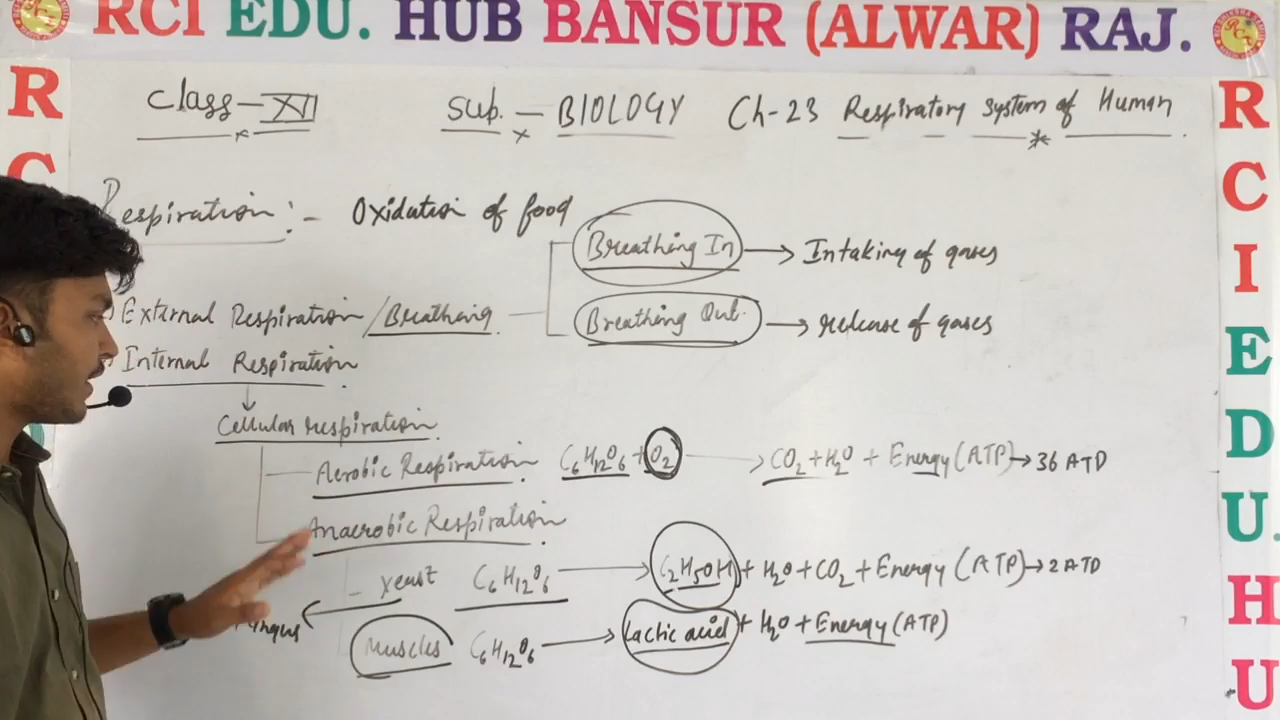 RCI EDU. HUB BANSUR (ALWAR) RAJ.
Class - XII Sub. - BIOLOGY Ch-23 Respiratory System of Human
Respiration :- Oxidation of food
Breathing In → Intaking of gases
External Respiration / Breathing
Breathing Out. → release of gases
Internal Respiration
Cellular respiration
Aerobic Respiration C6H12O6 + O2 → CO2 + H2O + Energy (ATP) → 36 ATP
Anaerobic Respiration
- yeast C6H12O6 → C2H5OH + H2O + CO2 + Energy (ATP) → 2 ATP
Fungus
Muscles C6H12O6 → Lactic acid + H2O + Energy (ATP)
R
C
R
C
I
E
D
U.
H
U